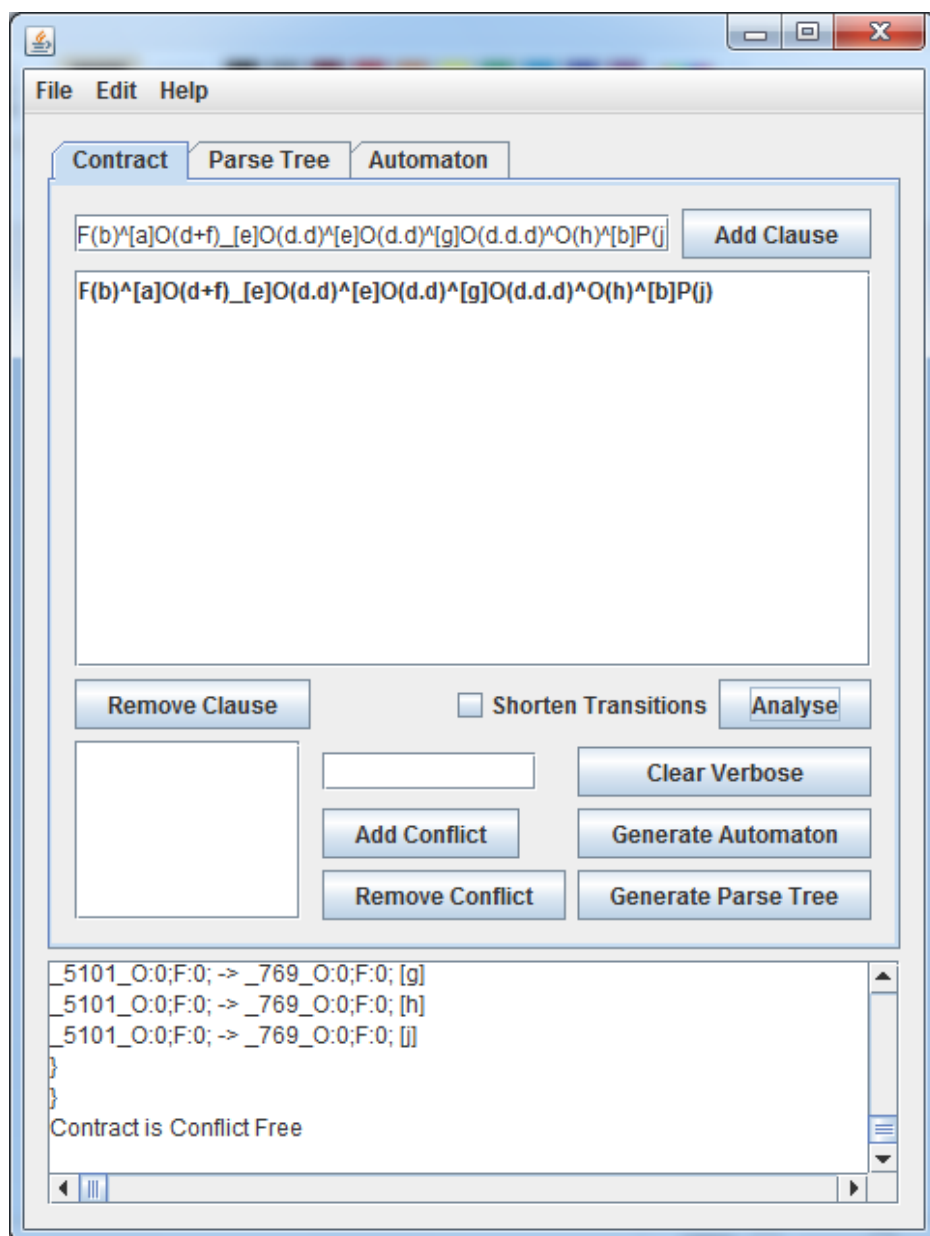 File Edit Help
Contract Parse Tree Automaton
F(b)^[a]O(d+f)_[e]O(d.d)^[e]O(d.d)^[g]O(d.d.d)^O(h)^[b]P(j Add Clause
F(b)^[a]O(d+f)_[e]O(d.d)^[e]O(d.d)^[g]O(d.d.d)^O(h)^[b]P(j)
Remove Clause Shorten Transitions Analyse
Clear Verbose
Add Conflict Generate Automaton
Remove Conflict Generate Parse Tree
_5101_O:0;F:0; -> _769_O:0;F:0; [g]
_5101_O:0;F:0; -> _769_O:0;F:0; [h]
_5101_O:0;F:0; -> _769_O:0;F:0; [j]
}
}
Contract is Conflict Free